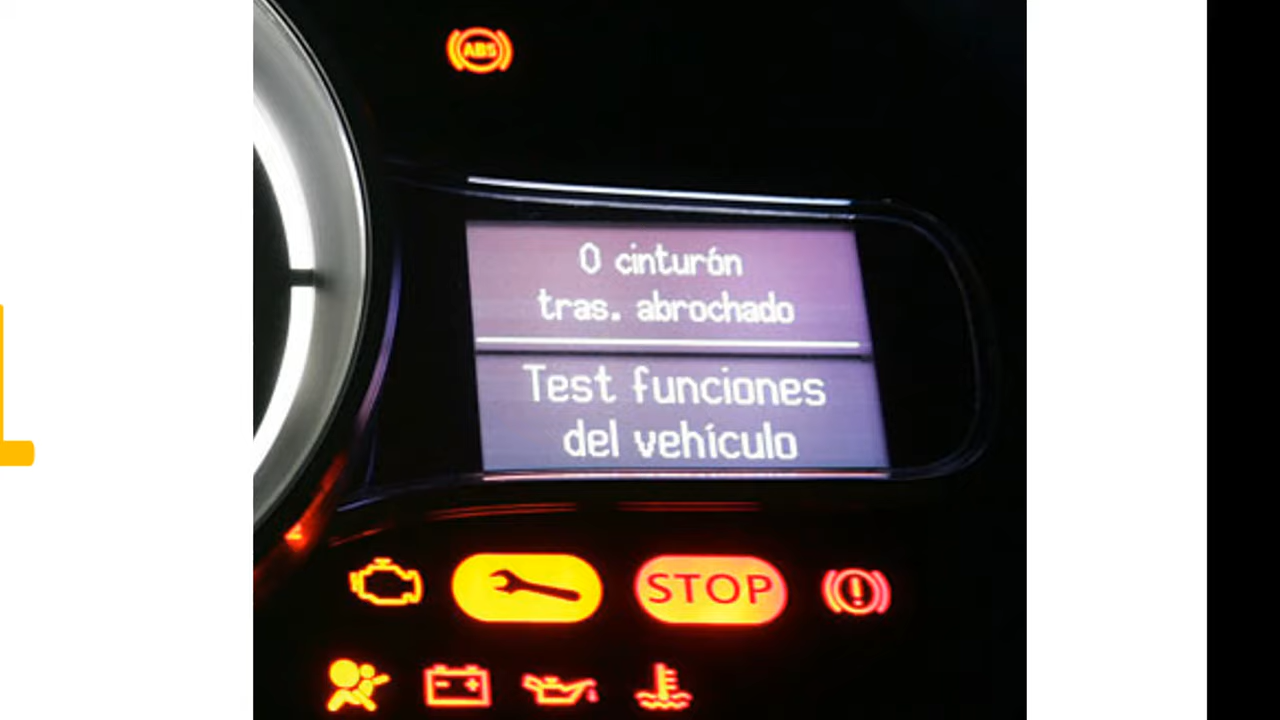 ABS
0 cinturón
tras. abrochado
Test funciones
del vehículo
STOP